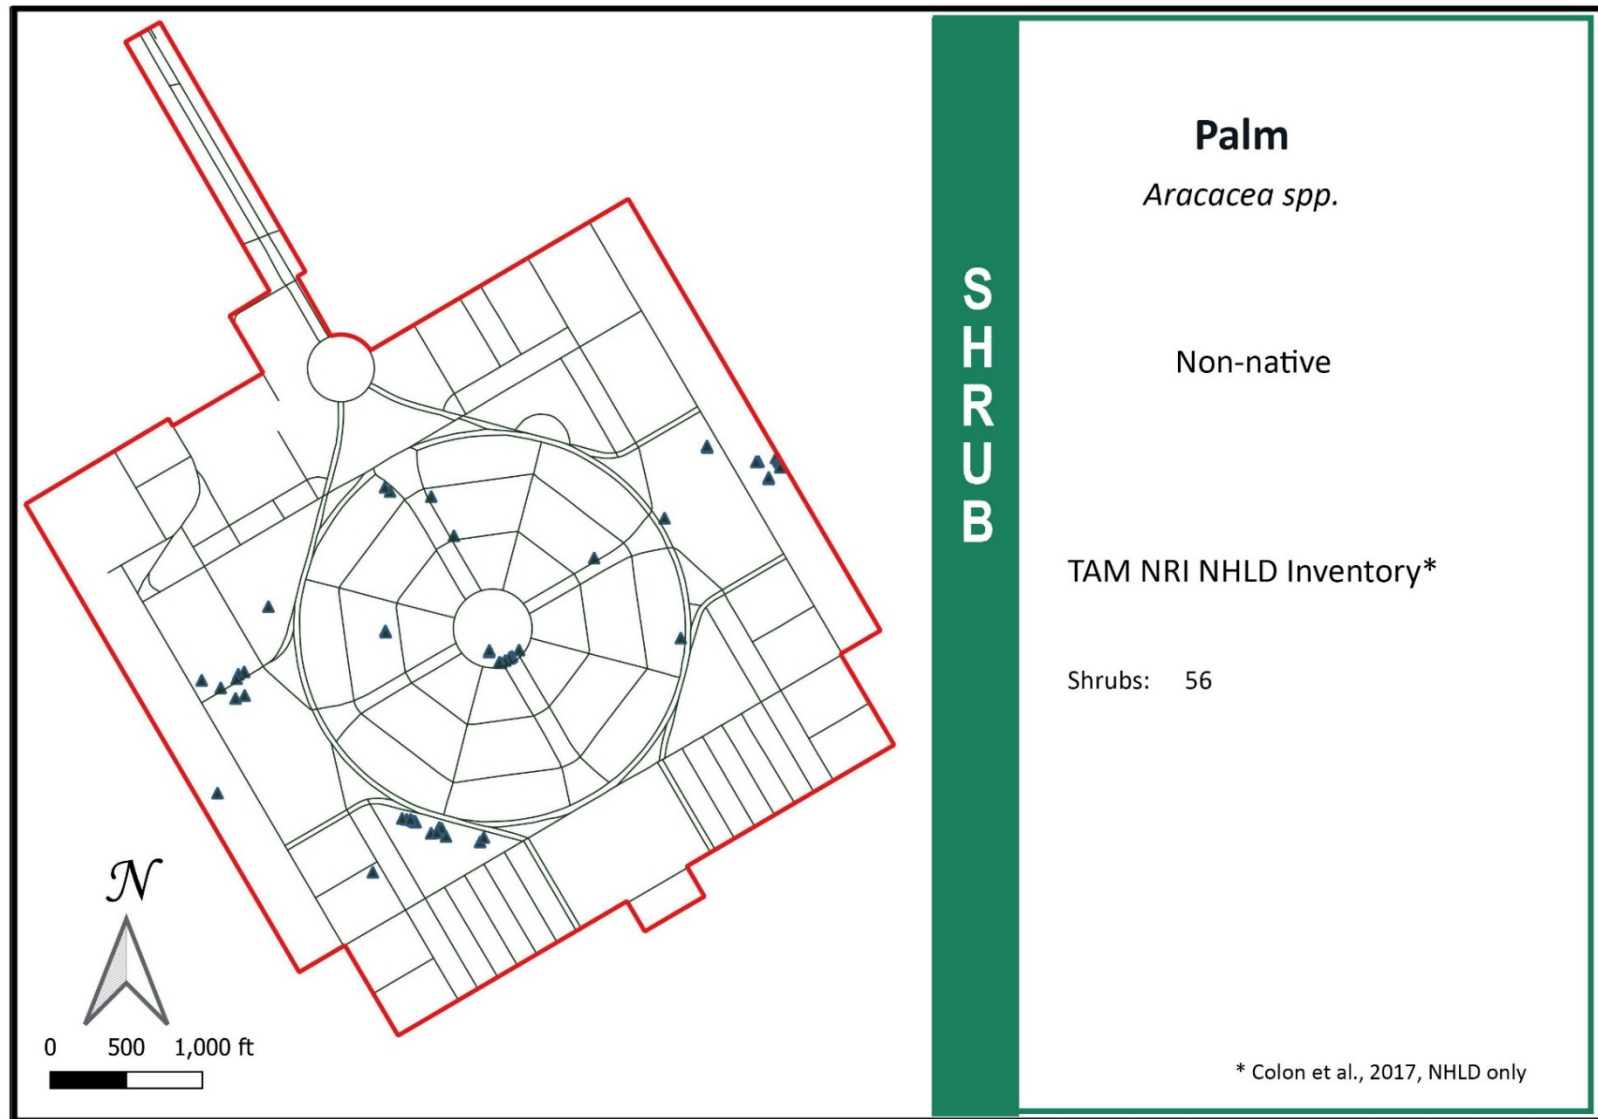 N
0 500 1,000 ft
SHRUB
Palm
Aracacea spp.
Non-native
TAM NRI NHLD Inventory*
Shrubs: 56
* Colon et al., 2017, NHLD only